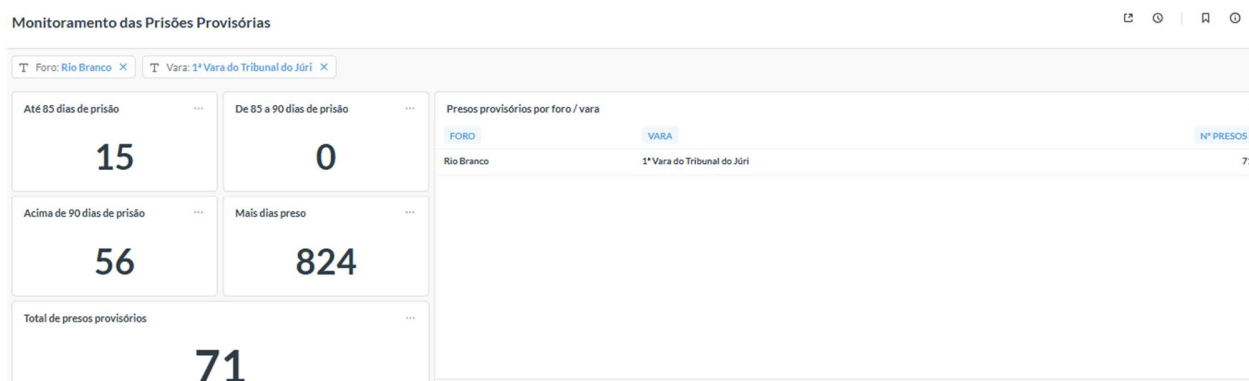 Monitoramento das Prisões Provisórias
T Foro: Rio Branco ×
T Vara: 1ª Vara do Tribunal do Júri ×
Até 85 dias de prisão
15
De 85 a 90 dias de prisão
0
Acima de 90 dias de prisão
56
Mais dias preso
824
Total de presos provisórios
71
Presos provisórios por foro / vara
FORO VARA Nº PRESOS
Rio Branco 1ª Vara do Tribunal do Júri 71